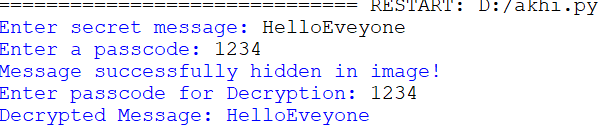 ============================== RESTART: D:/akhi.py
Enter secret message: HelloEveyone
Enter a passcode: 1234
Message successfully hidden in image!
Enter passcode for Decryption: 1234
Decrypted Message: HelloEveyone